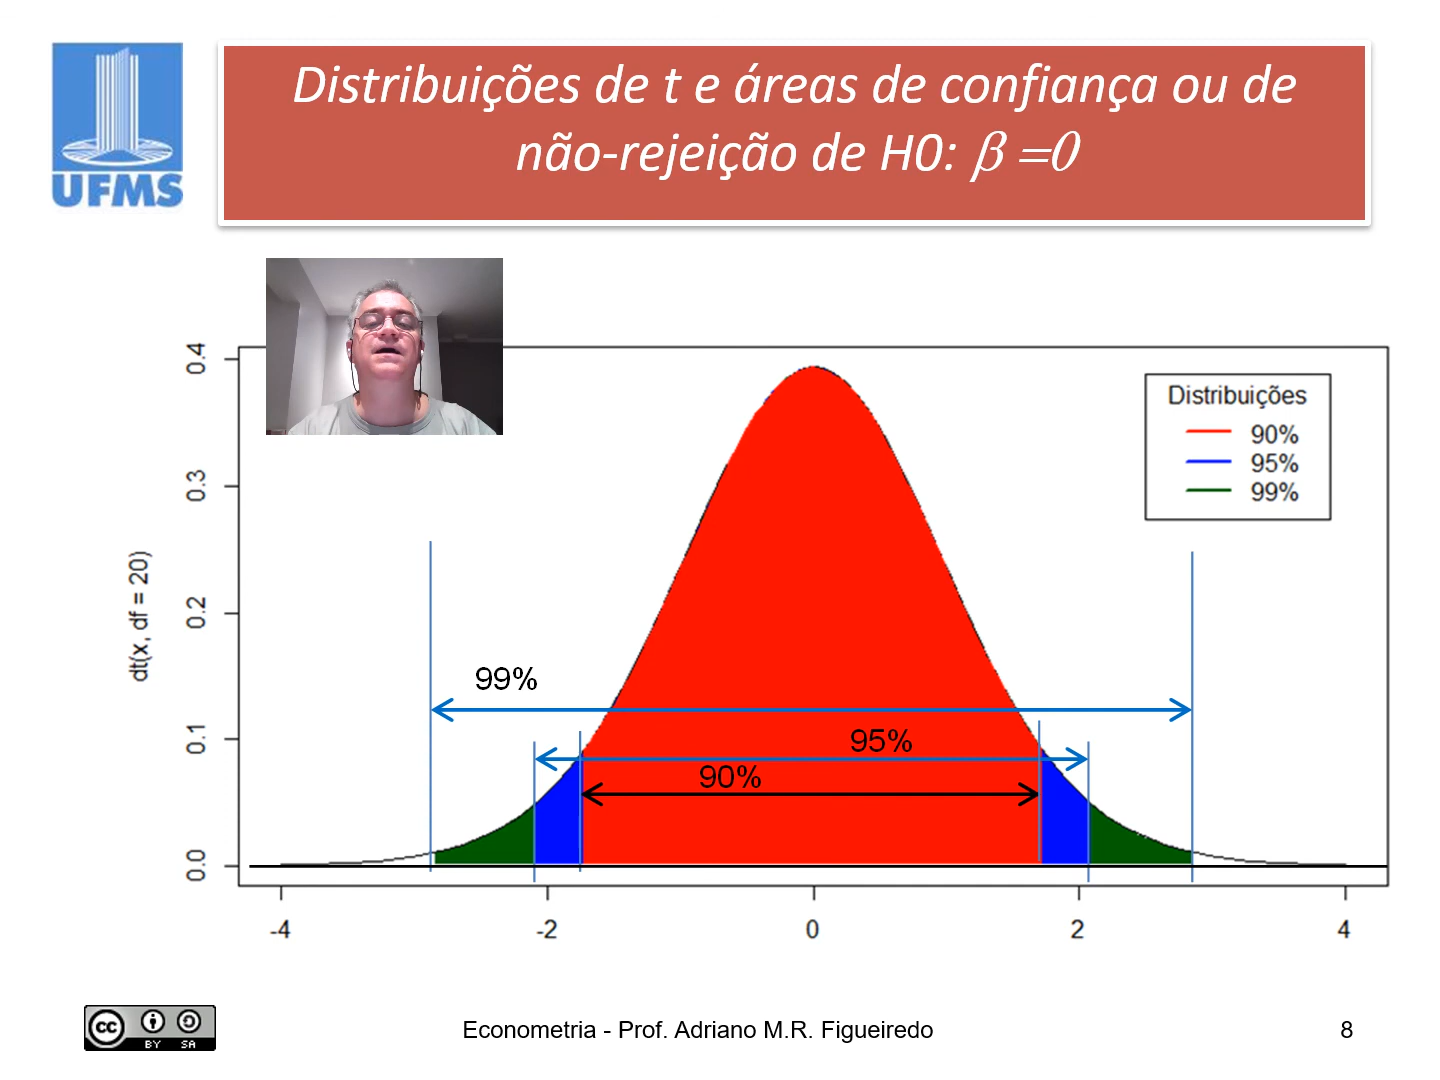 UFMS
Distribuições de t e áreas de confiança ou de
não-rejeição de H0: β =0
Distribuições
90%
95%
99%
dt(x, df = 20)
0.4
0.3
0.2
0.1
0.0
99%
95%
90%
-4 -2 0 2 4
cc BY SA
Econometria - Prof. Adriano M.R. Figueiredo
8